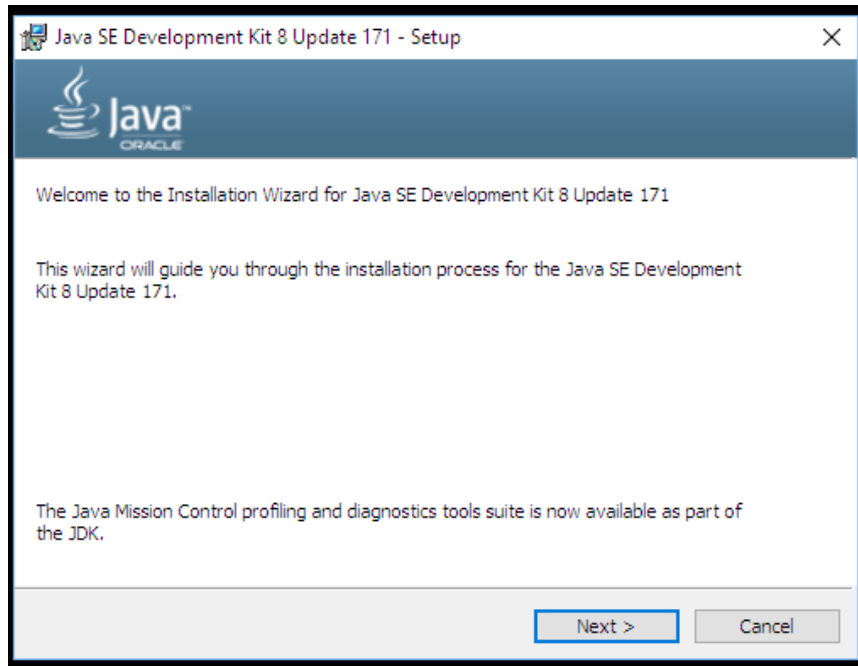 Java SE Development Kit 8 Update 171 - Setup
Java™
ORACLE
Welcome to the Installation Wizard for Java SE Development Kit 8 Update 171
This wizard will guide you through the installation process for the Java SE Development
Kit 8 Update 171.
The Java Mission Control profiling and diagnostics tools suite is now available as part of
the JDK.
Next > Cancel